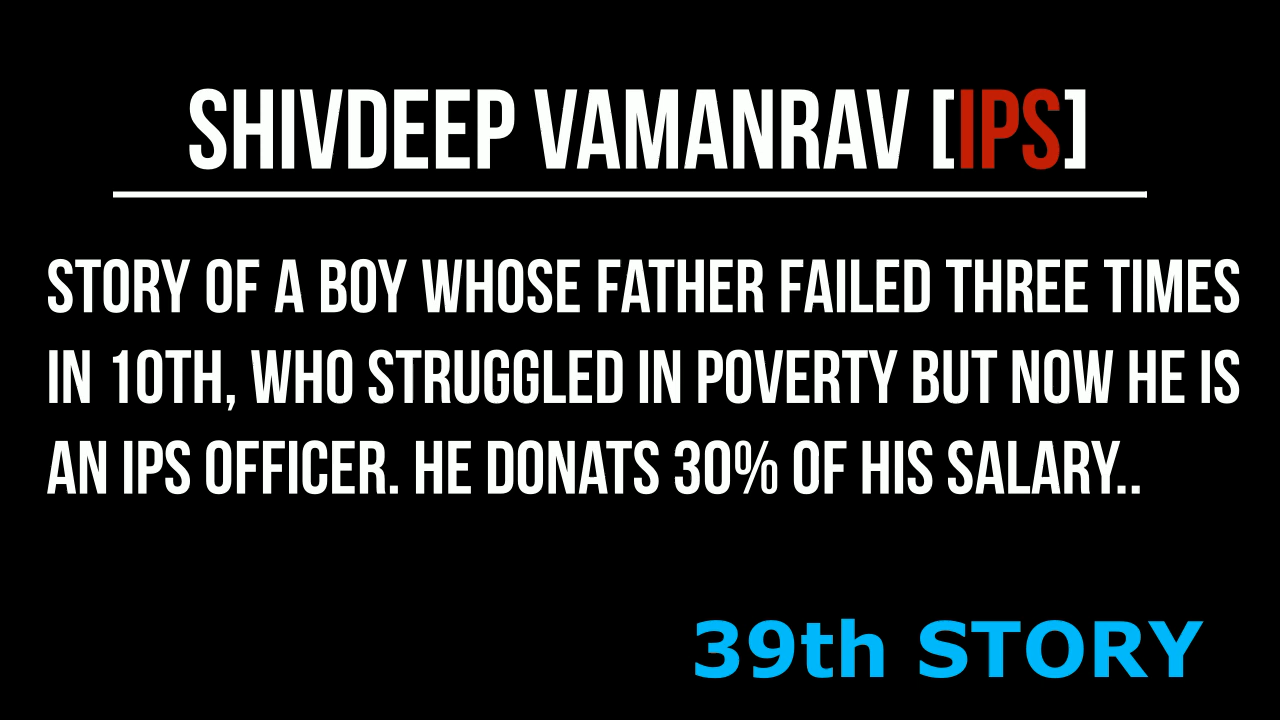 SHIVDEEP VAMANRAV [IPS]
STORY OF A BOY WHOSE FATHER FAILED THREE TIMES
IN 10TH, WHO STRUGGLED IN POVERTY BUT NOW HE IS
AN IPS OFFICER. HE DONATS 30% OF HIS SALARY..
39th STORY